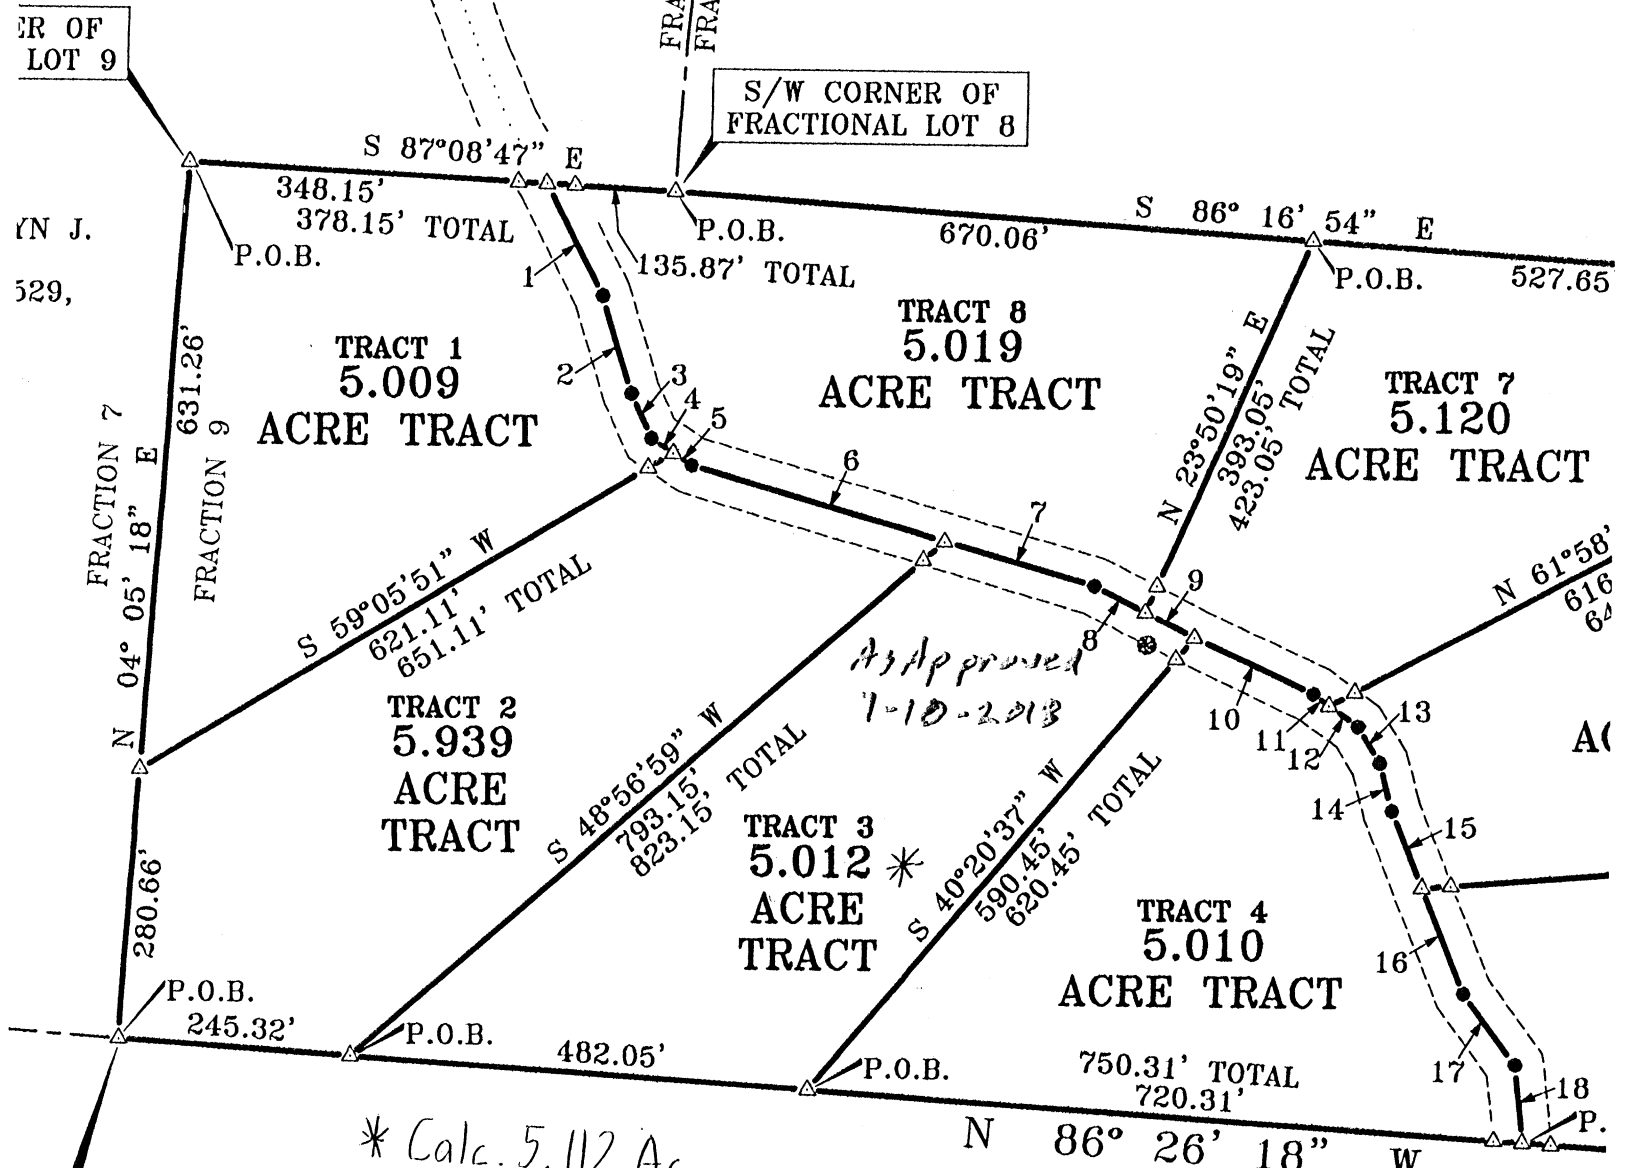 ER OF
LOT 9
FRA
FRA
S/W CORNER OF
FRACTIONAL LOT 8
S 87°08'47" E
348.15'
378.15' TOTAL
P.O.B.
P.O.B.
135.87' TOTAL
670.06'
S 86° 16' 54" E
P.O.B.
527.65
YN J.
529,
1
2
3
4
5
6
7
8
9
10
11
12
13
14
15
16
17
18
TRACT 1
5.009
ACRE TRACT
TRACT 8
5.019
ACRE TRACT
TRACT 7
5.120
ACRE TRACT
N 23°50'19" E
393.05'
423.05' TOTAL
631.26'
FRACTION 7
N 04° 05' 18" E
FRACTION 9
S 59°05'51" W
621.11'
651.11' TOTAL
N 61°58'
616
64
As Approved
1-10-2013
TRACT 2
5.939
ACRE
TRACT
S 48°56'59" W
793.15'
823.15' TOTAL
TRACT 3
5.012 *
ACRE
TRACT
S 40°20'37" W
590.45'
620.45' TOTAL
TRACT 4
5.010
ACRE TRACT
AC
280.66'
P.O.B.
245.32'
P.O.B.
482.05'
P.O.B.
750.31' TOTAL
720.31'
P.
N 86° 26' 18" W
* Calc. 5.112 Ac